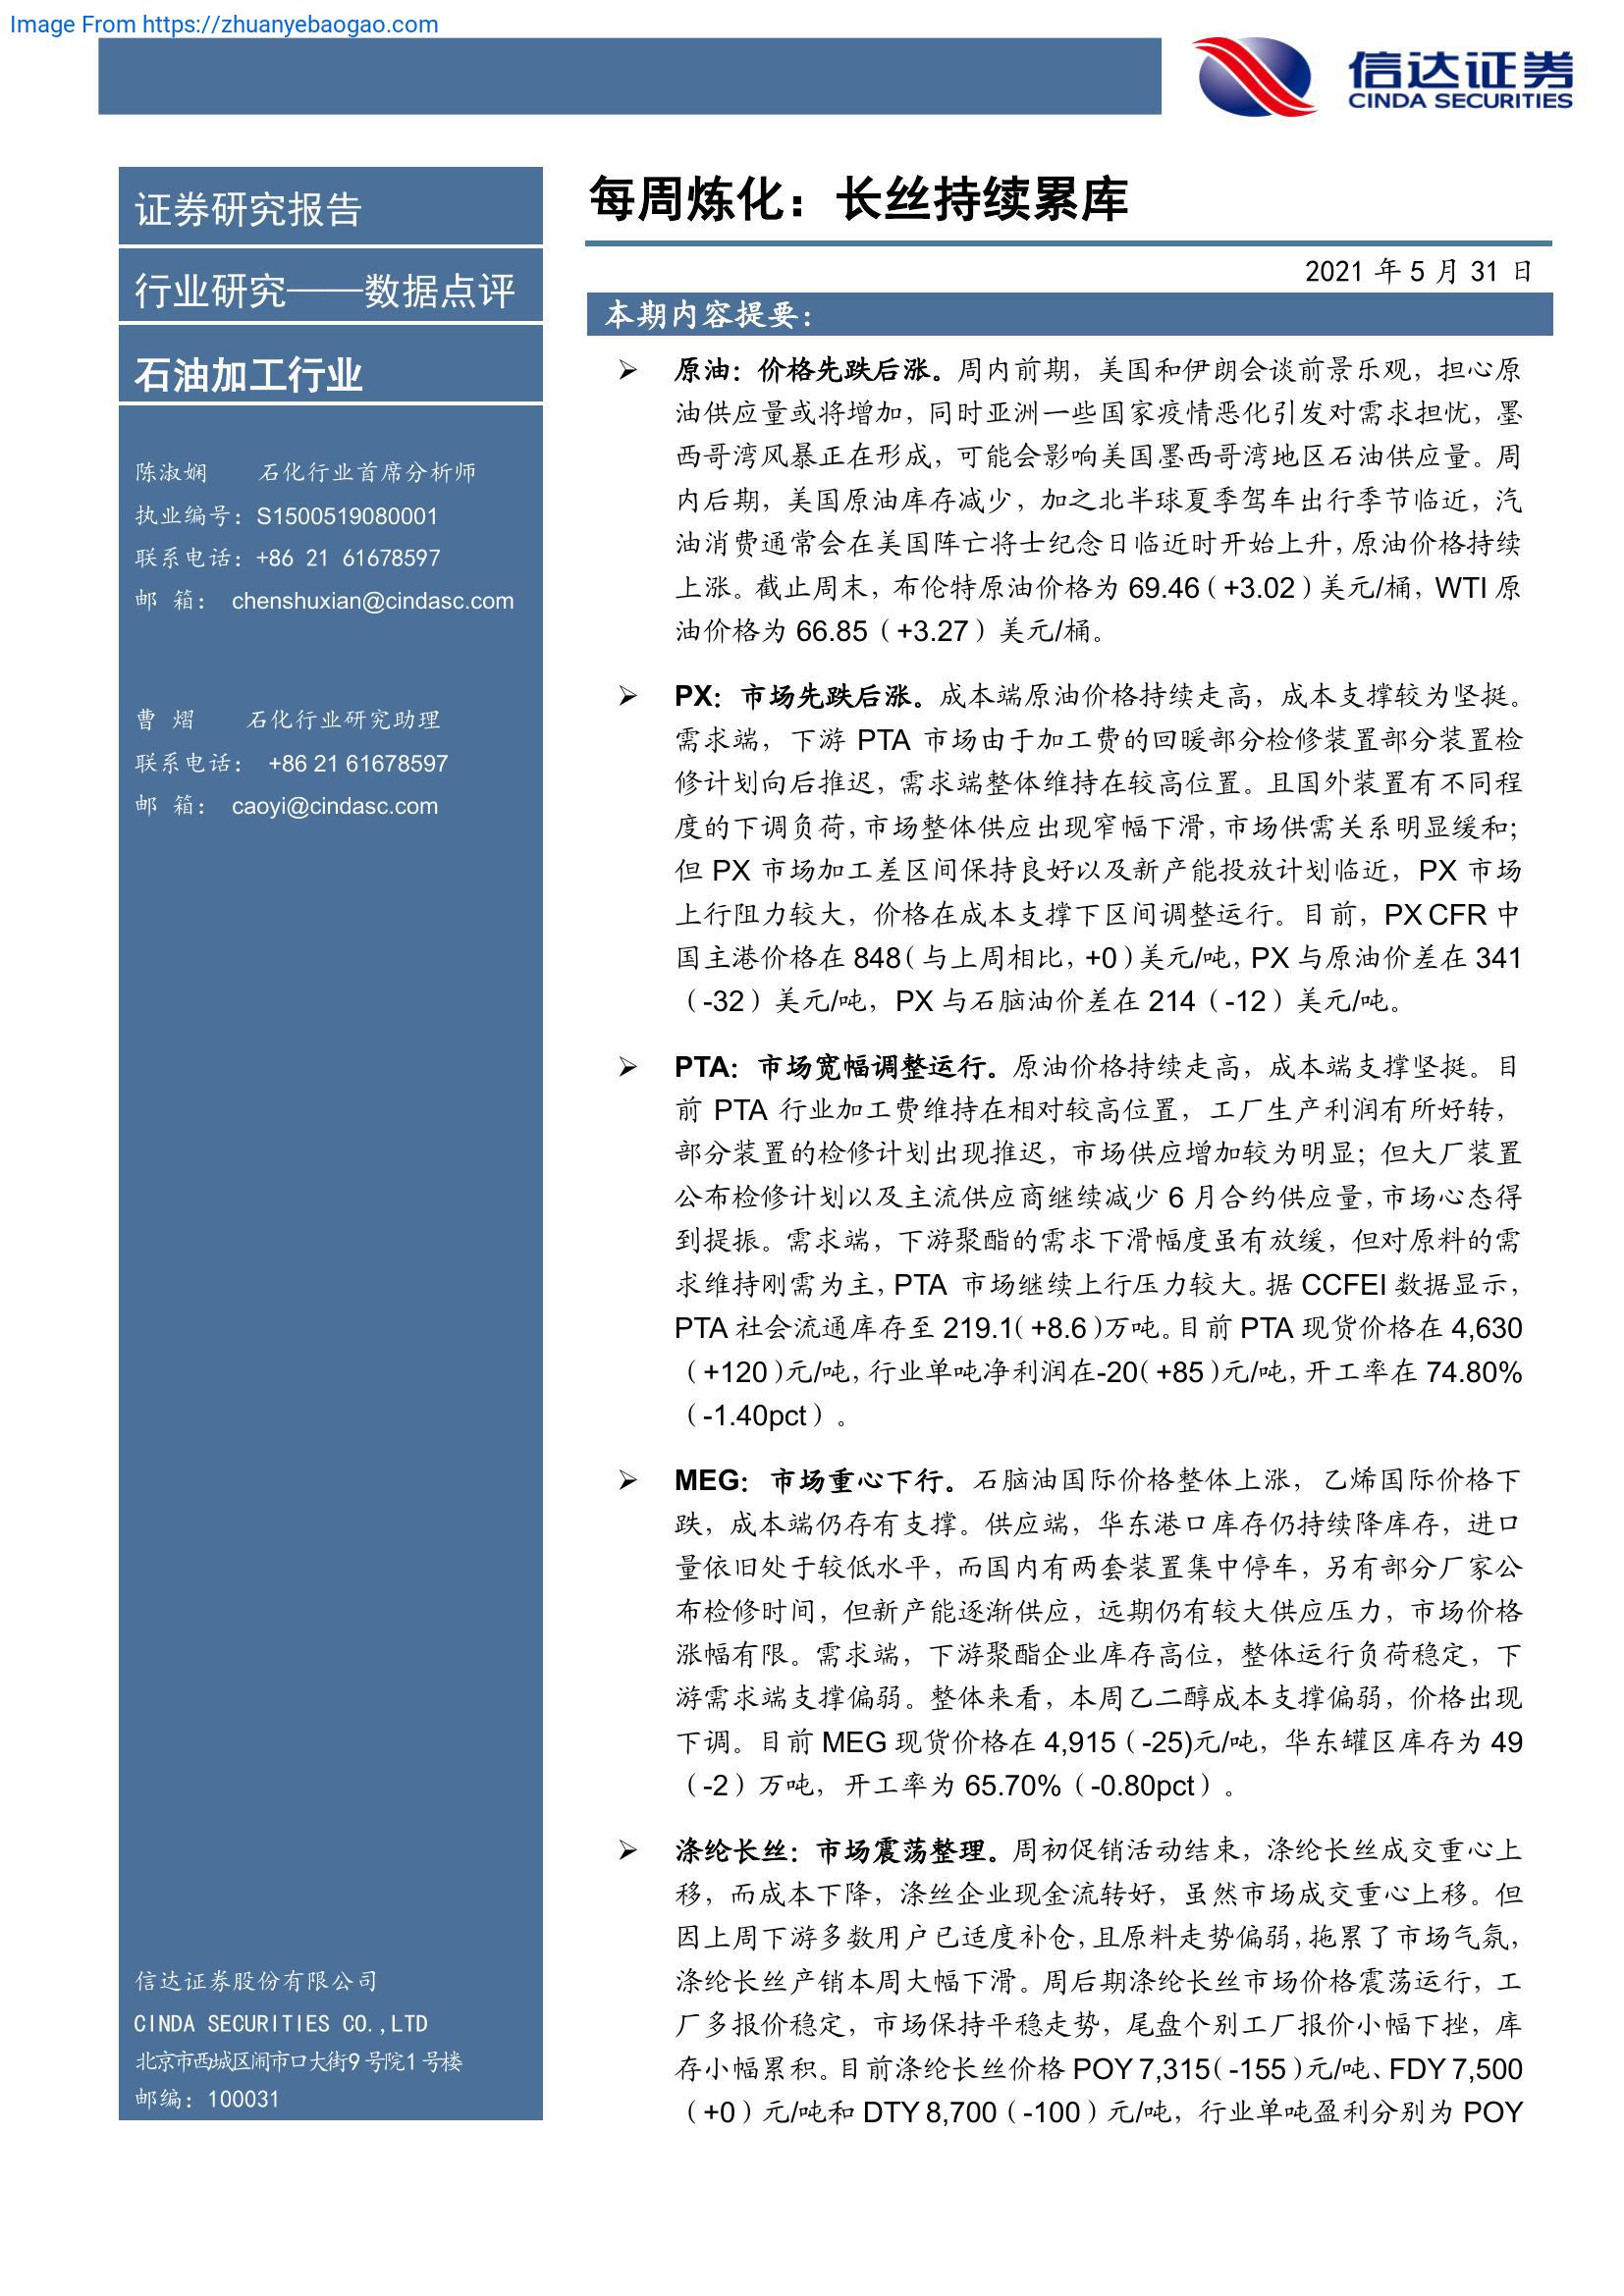 Image From https://zhuanyebaogao.com
信达证券
CINDA SECURITIES
证券研究报告
行业研究——数据点评
石油加工行业
陈淑娴 石化行业首席分析师
执业编号：S1500519080001
联系电话：+86 21 61678597
邮 箱： chenshuxian@cindasc.com
曹 熠 石化行业研究助理
联系电话： +86 21 61678597
邮 箱： caoyi@cindasc.com
信达证券股份有限公司
CINDA SECURITIES CO.,LTD
北京市西城区闹市口大街9号院1号楼
邮编：100031
每周炼化：长丝持续累库
2021 年 5 月 31 日
本期内容提要：
➢ 原油：价格先跌后涨。周内前期，美国和伊朗会谈前景乐观，担心原
油供应量或将增加，同时亚洲一些国家疫情恶化引发对需求担忧，墨
西哥湾风暴正在形成，可能会影响美国墨西哥湾地区石油供应量。周
内后期，美国原油库存减少，加之北半球夏季驾车出行季节临近，汽
油消费通常会在美国阵亡将士纪念日临近时开始上升，原油价格持续
上涨。截止周末，布伦特原油价格为 69.46（+3.02）美元/桶，WTI 原
油价格为 66.85（+3.27）美元/桶。
➢ PX：市场先跌后涨。成本端原油价格持续走高，成本支撑较为坚挺。
需求端，下游 PTA 市场由于加工费的回暖部分检修装置部分装置检
修计划向后推迟，需求端整体维持在较高位置。且国外装置有不同程
度的下调负荷，市场整体供应出现窄幅下滑，市场供需关系明显缓和；
但 PX 市场加工差区间保持良好以及新产能投放计划临近，PX 市场
上行阻力较大，价格在成本支撑下区间调整运行。目前，PX CFR 中
国主港价格在 848（与上周相比，+0）美元/吨，PX 与原油价差在 341
（-32）美元/吨，PX 与石脑油价差在 214（-12）美元/吨。
➢ PTA：市场宽幅调整运行。原油价格持续走高，成本端支撑坚挺。目
前 PTA 行业加工费维持在相对较高位置，工厂生产利润有所好转，
部分装置的检修计划出现推迟，市场供应增加较为明显；但大厂装置
公布检修计划以及主流供应商继续减少 6 月合约供应量，市场心态得
到提振。需求端，下游聚酯的需求下滑幅度虽有放缓，但对原料的需
求维持刚需为主，PTA 市场继续上行压力较大。据 CCFEI 数据显示，
PTA 社会流通库存至 219.1（+8.6）万吨。目前 PTA 现货价格在 4,630
（+120）元/吨，行业单吨净利润在-20（+85）元/吨，开工率在 74.80%
（-1.40pct）。
➢ MEG：市场重心下行。石脑油国际价格整体上涨，乙烯国际价格下
跌，成本端仍存有支撑。供应端，华东港口库存仍持续降库存，进口
量依旧处于较低水平，而国内有两套装置集中停车，另有部分厂家公
布检修时间，但新产能逐渐供应，远期仍有较大供应压力，市场价格
涨幅有限。需求端，下游聚酯企业库存高位，整体运行负荷稳定，下
游需求端支撑偏弱。整体来看，本周乙二醇成本支撑偏弱，价格出现
下调。目前 MEG 现货价格在 4,915（-25)元/吨，华东罐区库存为 49
（-2）万吨，开工率为 65.70%（-0.80pct）。
➢ 涤纶长丝：市场震荡整理。周初促销活动结束，涤纶长丝成交重心上
移，而成本下降，涤丝企业现金流转好，虽然市场成交重心上移。但
因上周下游多数用户已适度补仓，且原料走势偏弱，拖累了市场气氛，
涤纶长丝产销本周大幅下滑。周后期涤纶长丝市场价格震荡运行，工
厂多报价稳定，市场保持平稳走势，尾盘个别工厂报价小幅下挫，库
存小幅累积。目前涤纶长丝价格 POY 7,315（-155）元/吨、FDY 7,500
（+0）元/吨和 DTY 8,700（-100）元/吨，行业单吨盈利分别为 POY